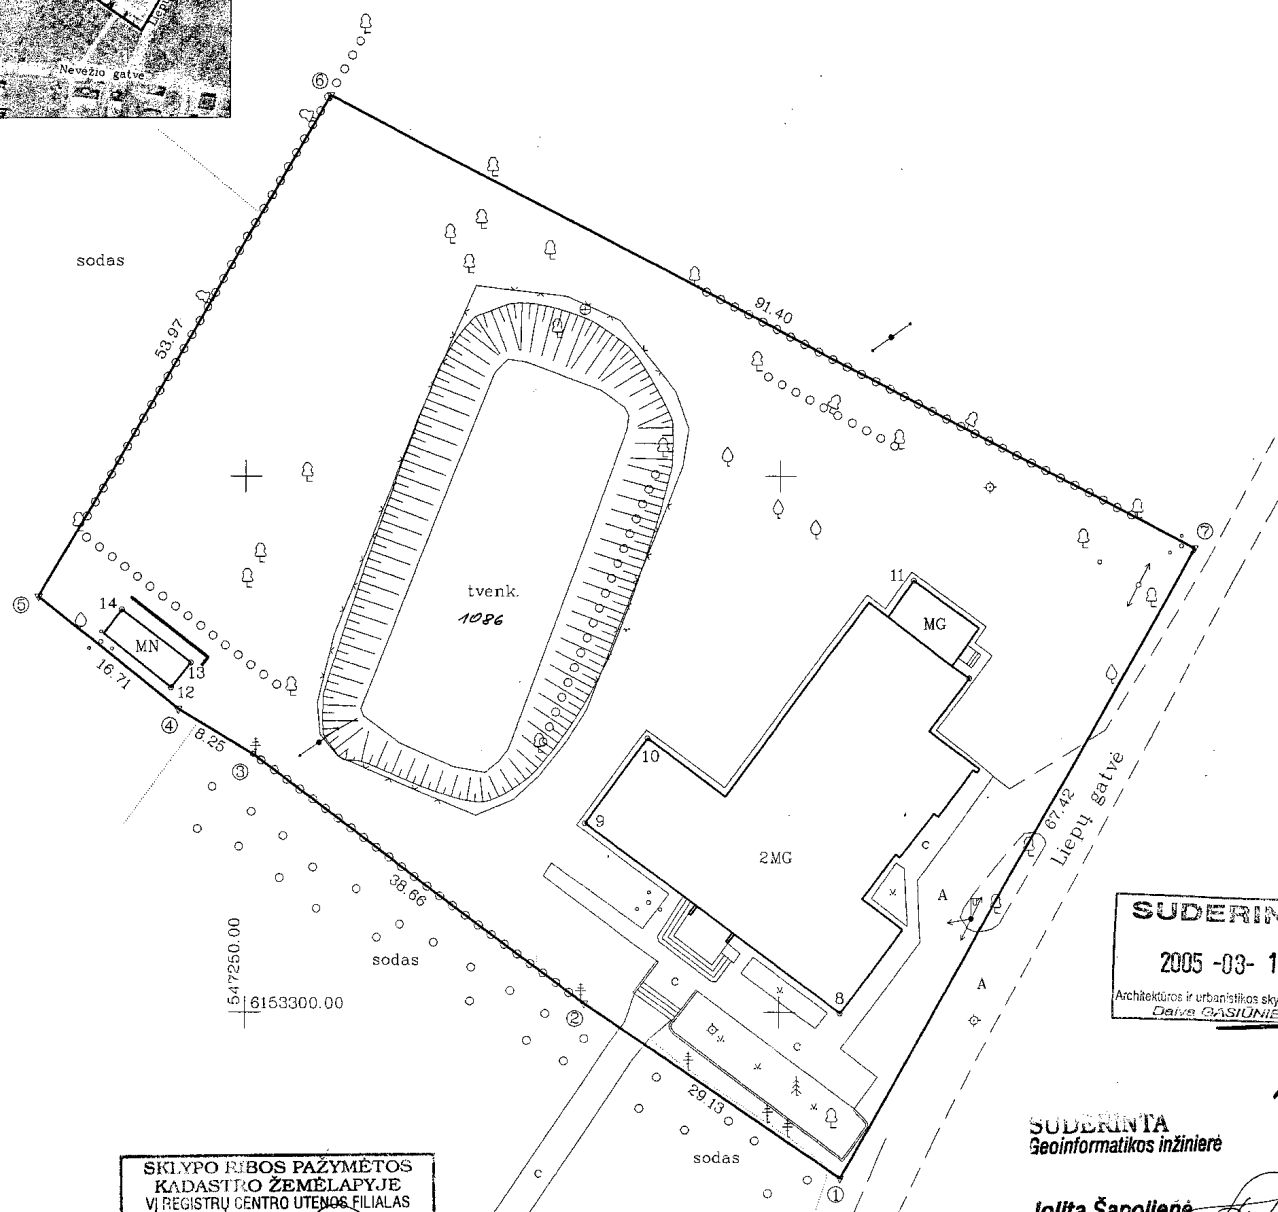 Nevėžio gatvė
6
sodas
53.97
91.40
7
5
14
MN
13
12
16.71
4
8.25
3
tvenk.
1086
11
MG
10
9
2MG
8
67.42
Liepų gatvė
c
A
A
c
c
c
38.66
sodas
547250.00
6153300.00
2
29.13
sodas
1
SUDERIN
2005 -03- 1
Architektūros ir urbanistikos sky
Daiva GASIŪNIE
SUDERINTA
Geoinformatikos inžinierė
Jolita Šapolienė
SKLYPO RIBOS PAŽYMĖTOS
KADASTRO ŽEMĖLAPYJE
VĮ REGISTRŲ CENTRO UTENOS FILIALAS